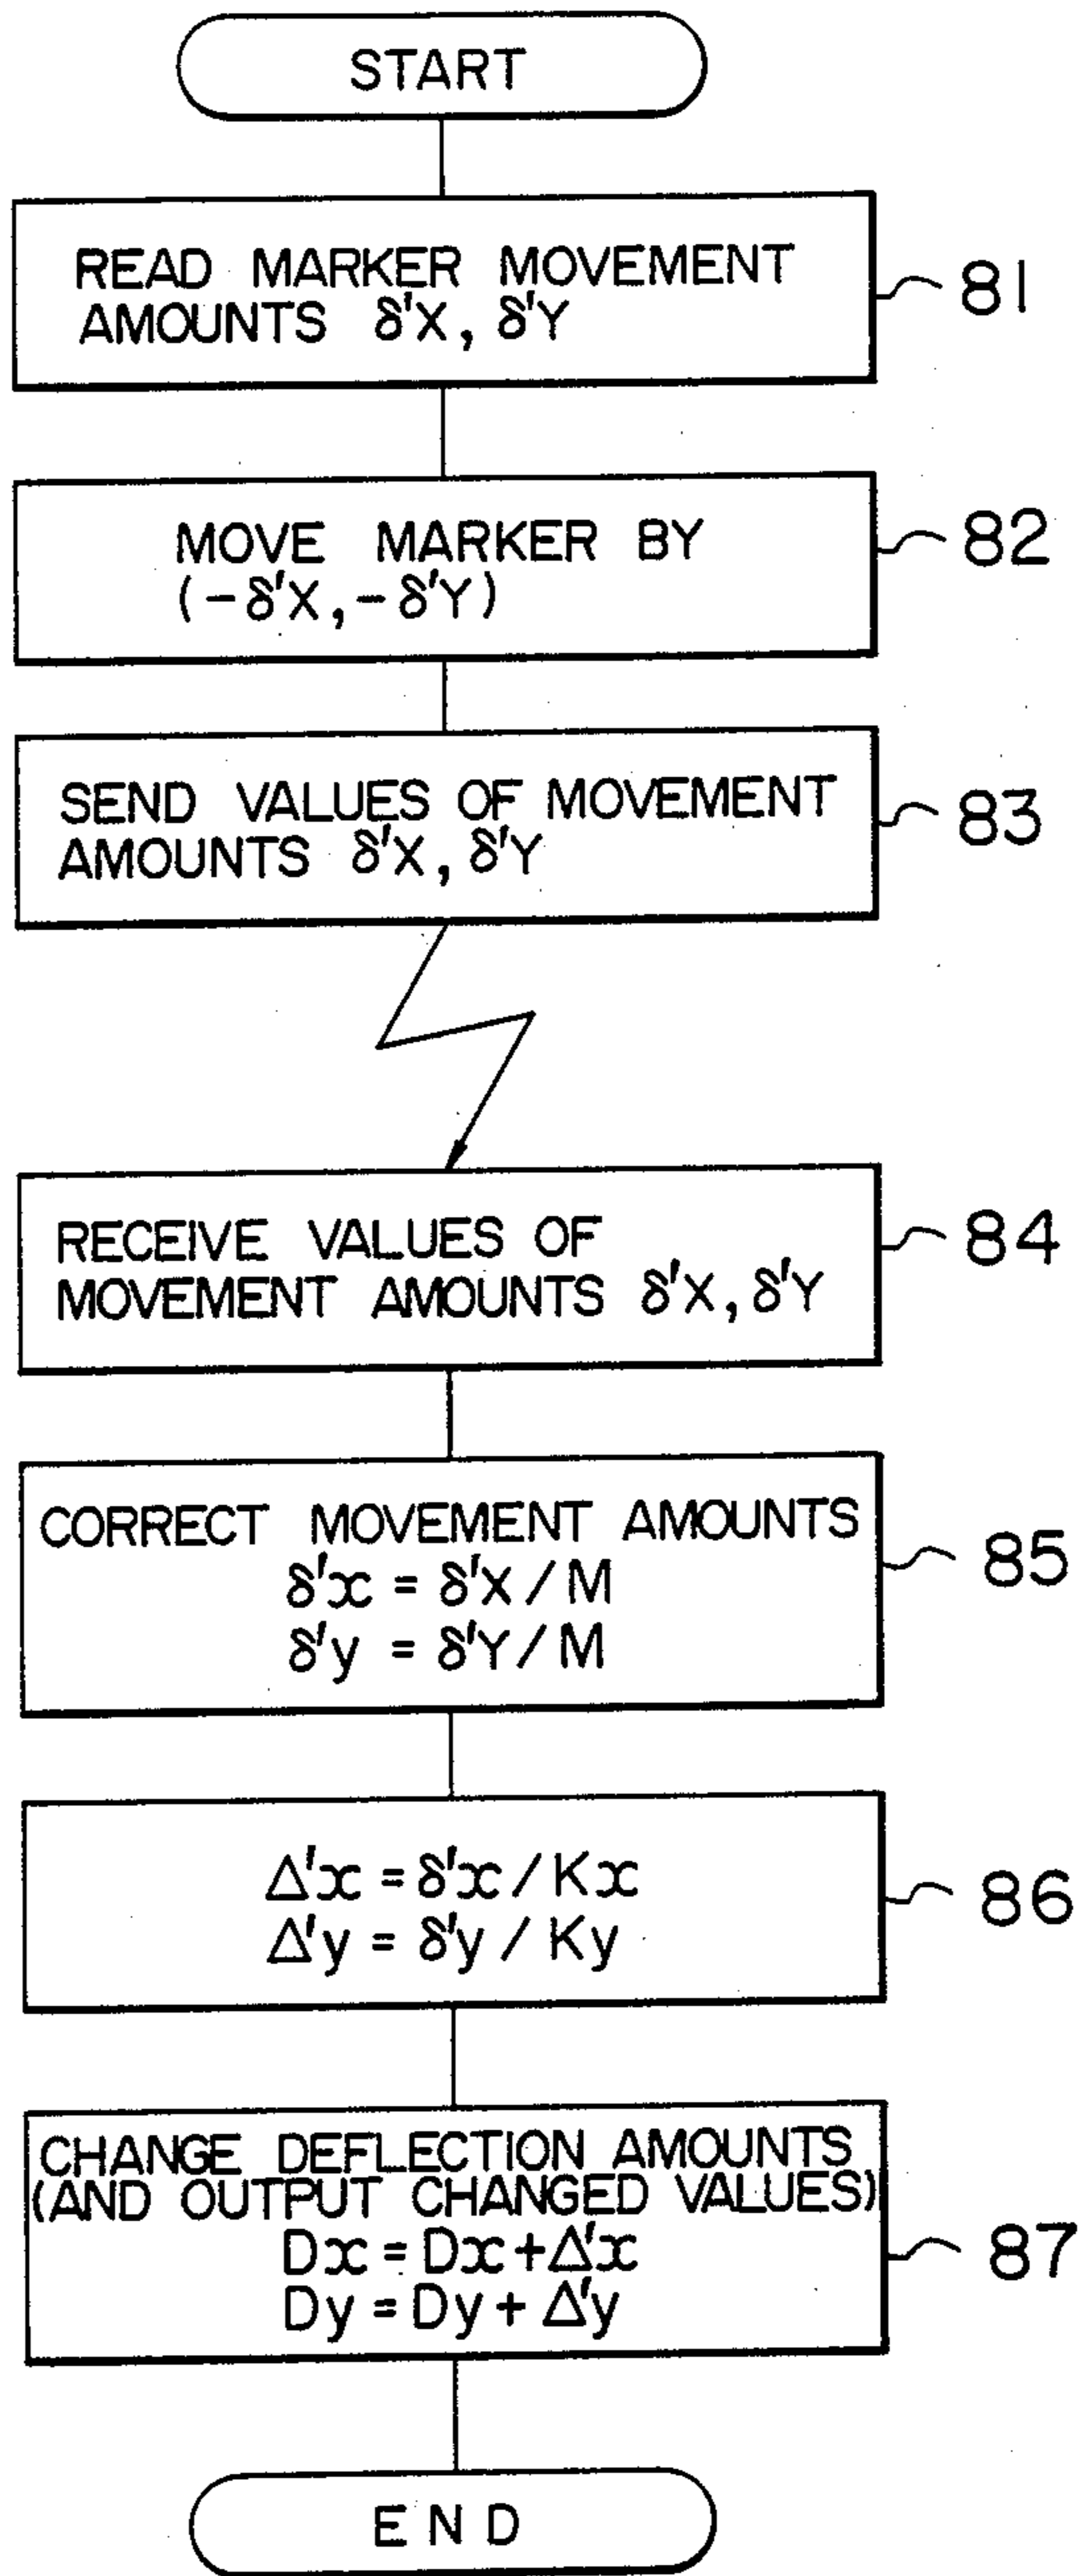 START
READ MARKER MOVEMENT
AMOUNTS δ'X, δ'Y
81
MOVE MARKER BY
(-δ'X, -δ'Y)
82
SEND VALUES OF MOVEMENT
AMOUNTS δ'X, δ'Y
83
RECEIVE VALUES OF
MOVEMENT AMOUNTS δ'X, δ'Y
84
CORRECT MOVEMENT AMOUNTS
δ'x = δ'X / M
δ'y = δ'Y / M
85
Δ'x = δ'x / Kx
Δ'y = δ'y / Ky
86
CHANGE DEFLECTION AMOUNTS
(AND OUTPUT CHANGED VALUES)
Dx = Dx + Δ'x
Dy = Dy + Δ'y
87
END